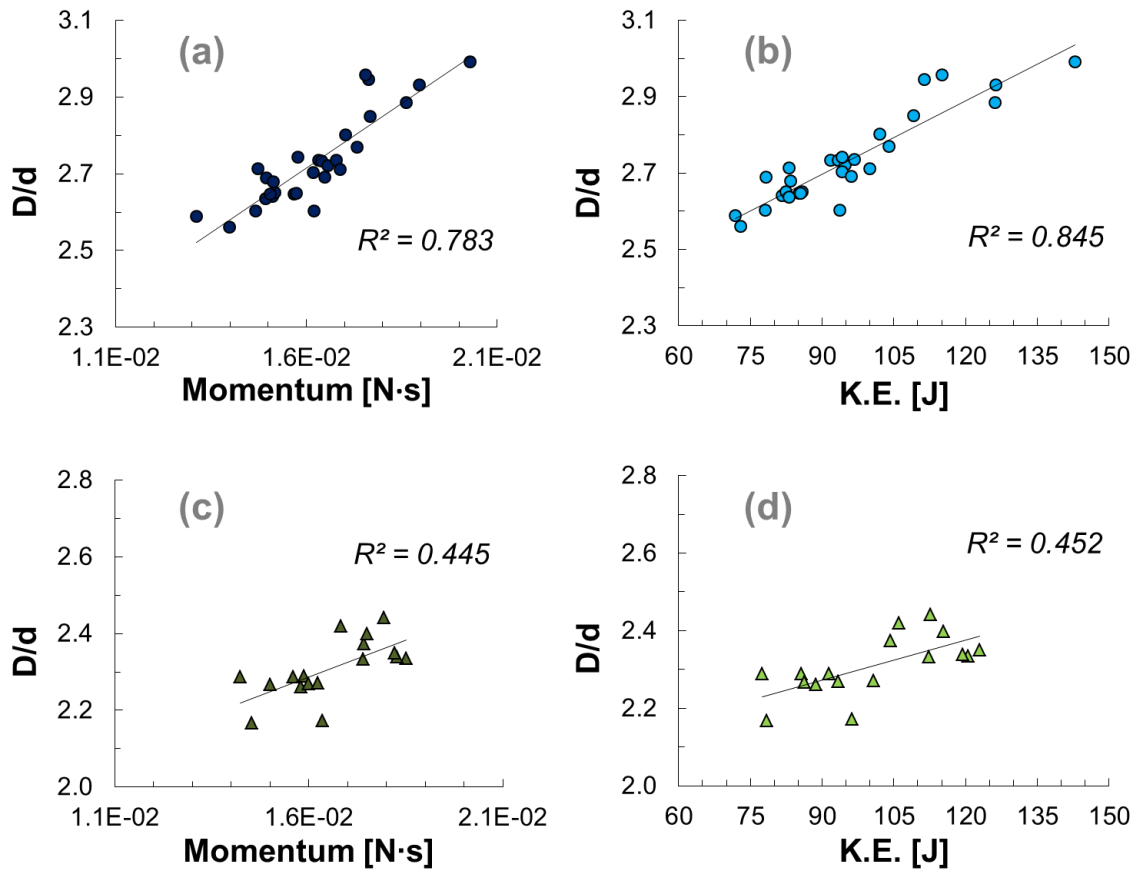 (a)
3.1
2.9
2.7
2.5
2.3
D/d
R² = 0.783
1.1E-02 1.6E-02 2.1E-02
Momentum [N·s]
(b)
3.1
2.9
2.7
2.5
2.3
D/d
R² = 0.845
60 75 90 105 120 135 150
K.E. [J]
(c)
2.8
2.6
2.4
2.2
2.0
D/d
R² = 0.445
1.1E-02 1.6E-02 2.1E-02
Momentum [N·s]
(d)
2.8
2.6
2.4
2.2
2.0
D/d
R² = 0.452
60 75 90 105 120 135 150
K.E. [J]